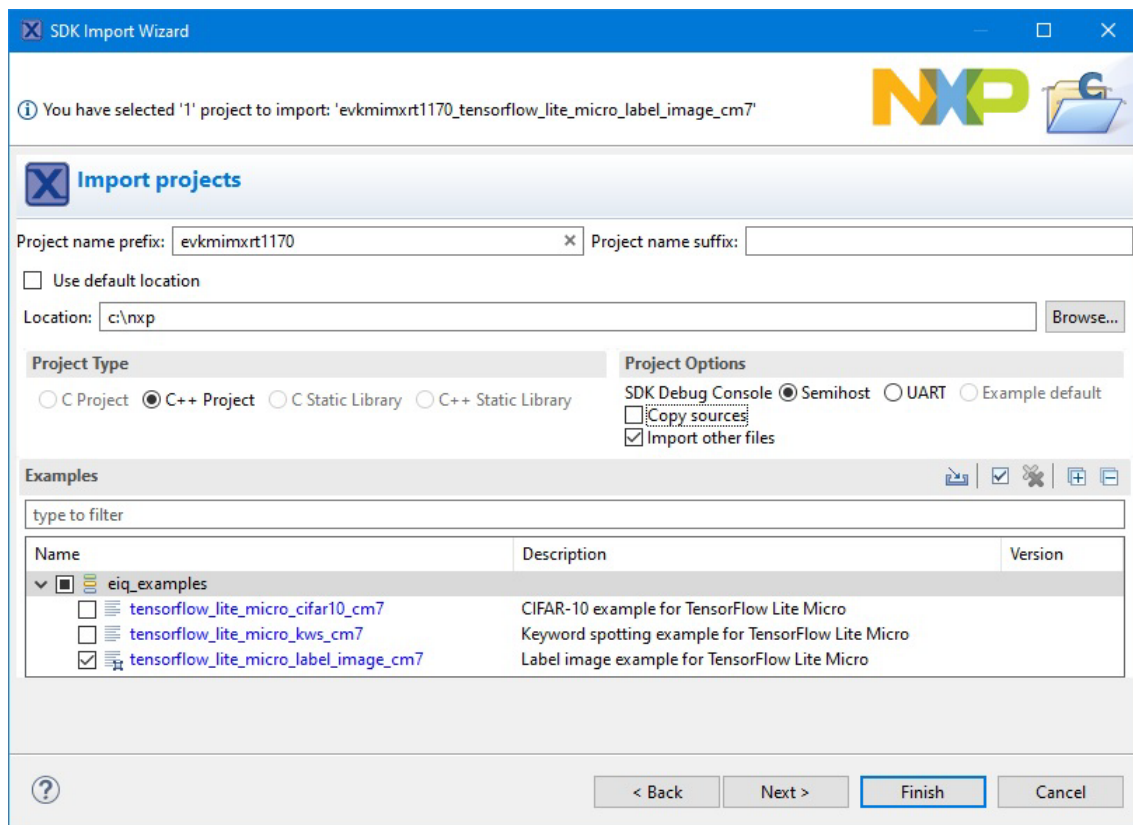 SDK Import Wizard
You have selected '1' project to import: 'evkmimxrt1170_tensorflow_lite_micro_label_image_cm7'
NXP
C
X Import projects
Project name prefix: evkmimxrt1170 Project name suffix:
Use default location
Location: c:\nxp Browse...
Project Type Project Options
C Project C++ Project C Static Library C++ Static Library SDK Debug Console Semihost UART Example default
Copy sources
Import other files
Examples
type to filter
Name Description Version
eiq_examples
tensorflow_lite_micro_cifar10_cm7 CIFAR-10 example for TensorFlow Lite Micro
tensorflow_lite_micro_kws_cm7 Keyword spotting example for TensorFlow Lite Micro
tensorflow_lite_micro_label_image_cm7 Label image example for TensorFlow Lite Micro
? < Back Next > Finish Cancel